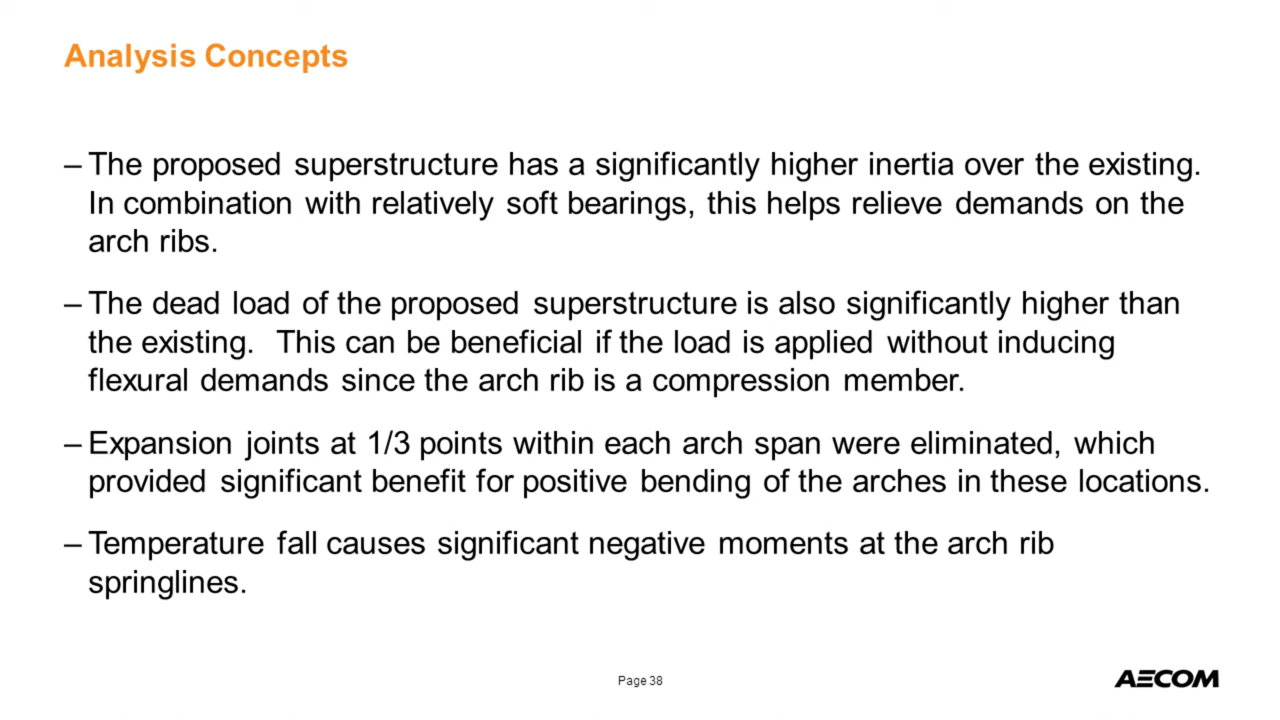 Analysis Concepts
– The proposed superstructure has a significantly higher inertia over the existing.
In combination with relatively soft bearings, this helps relieve demands on the
arch ribs.
– The dead load of the proposed superstructure is also significantly higher than
the existing. This can be beneficial if the load is applied without inducing
flexural demands since the arch rib is a compression member.
– Expansion joints at 1/3 points within each arch span were eliminated, which
provided significant benefit for positive bending of the arches in these locations.
– Temperature fall causes significant negative moments at the arch rib
springlines.
Page 38
AECOM